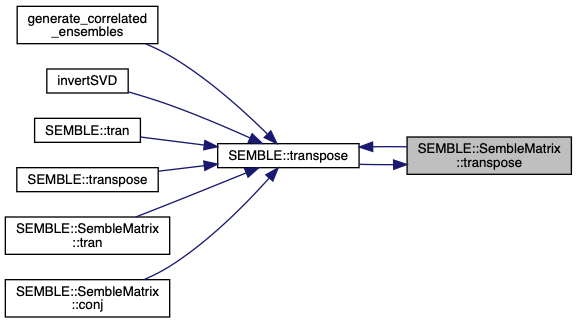 generate_correlated
_ensembles
invertSVD
SEMBLE::tran
SEMBLE::transpose
SEMBLE::SembleMatrix
::tran
SEMBLE::SembleMatrix
::conj
SEMBLE::transpose
SEMBLE::SembleMatrix
::transpose